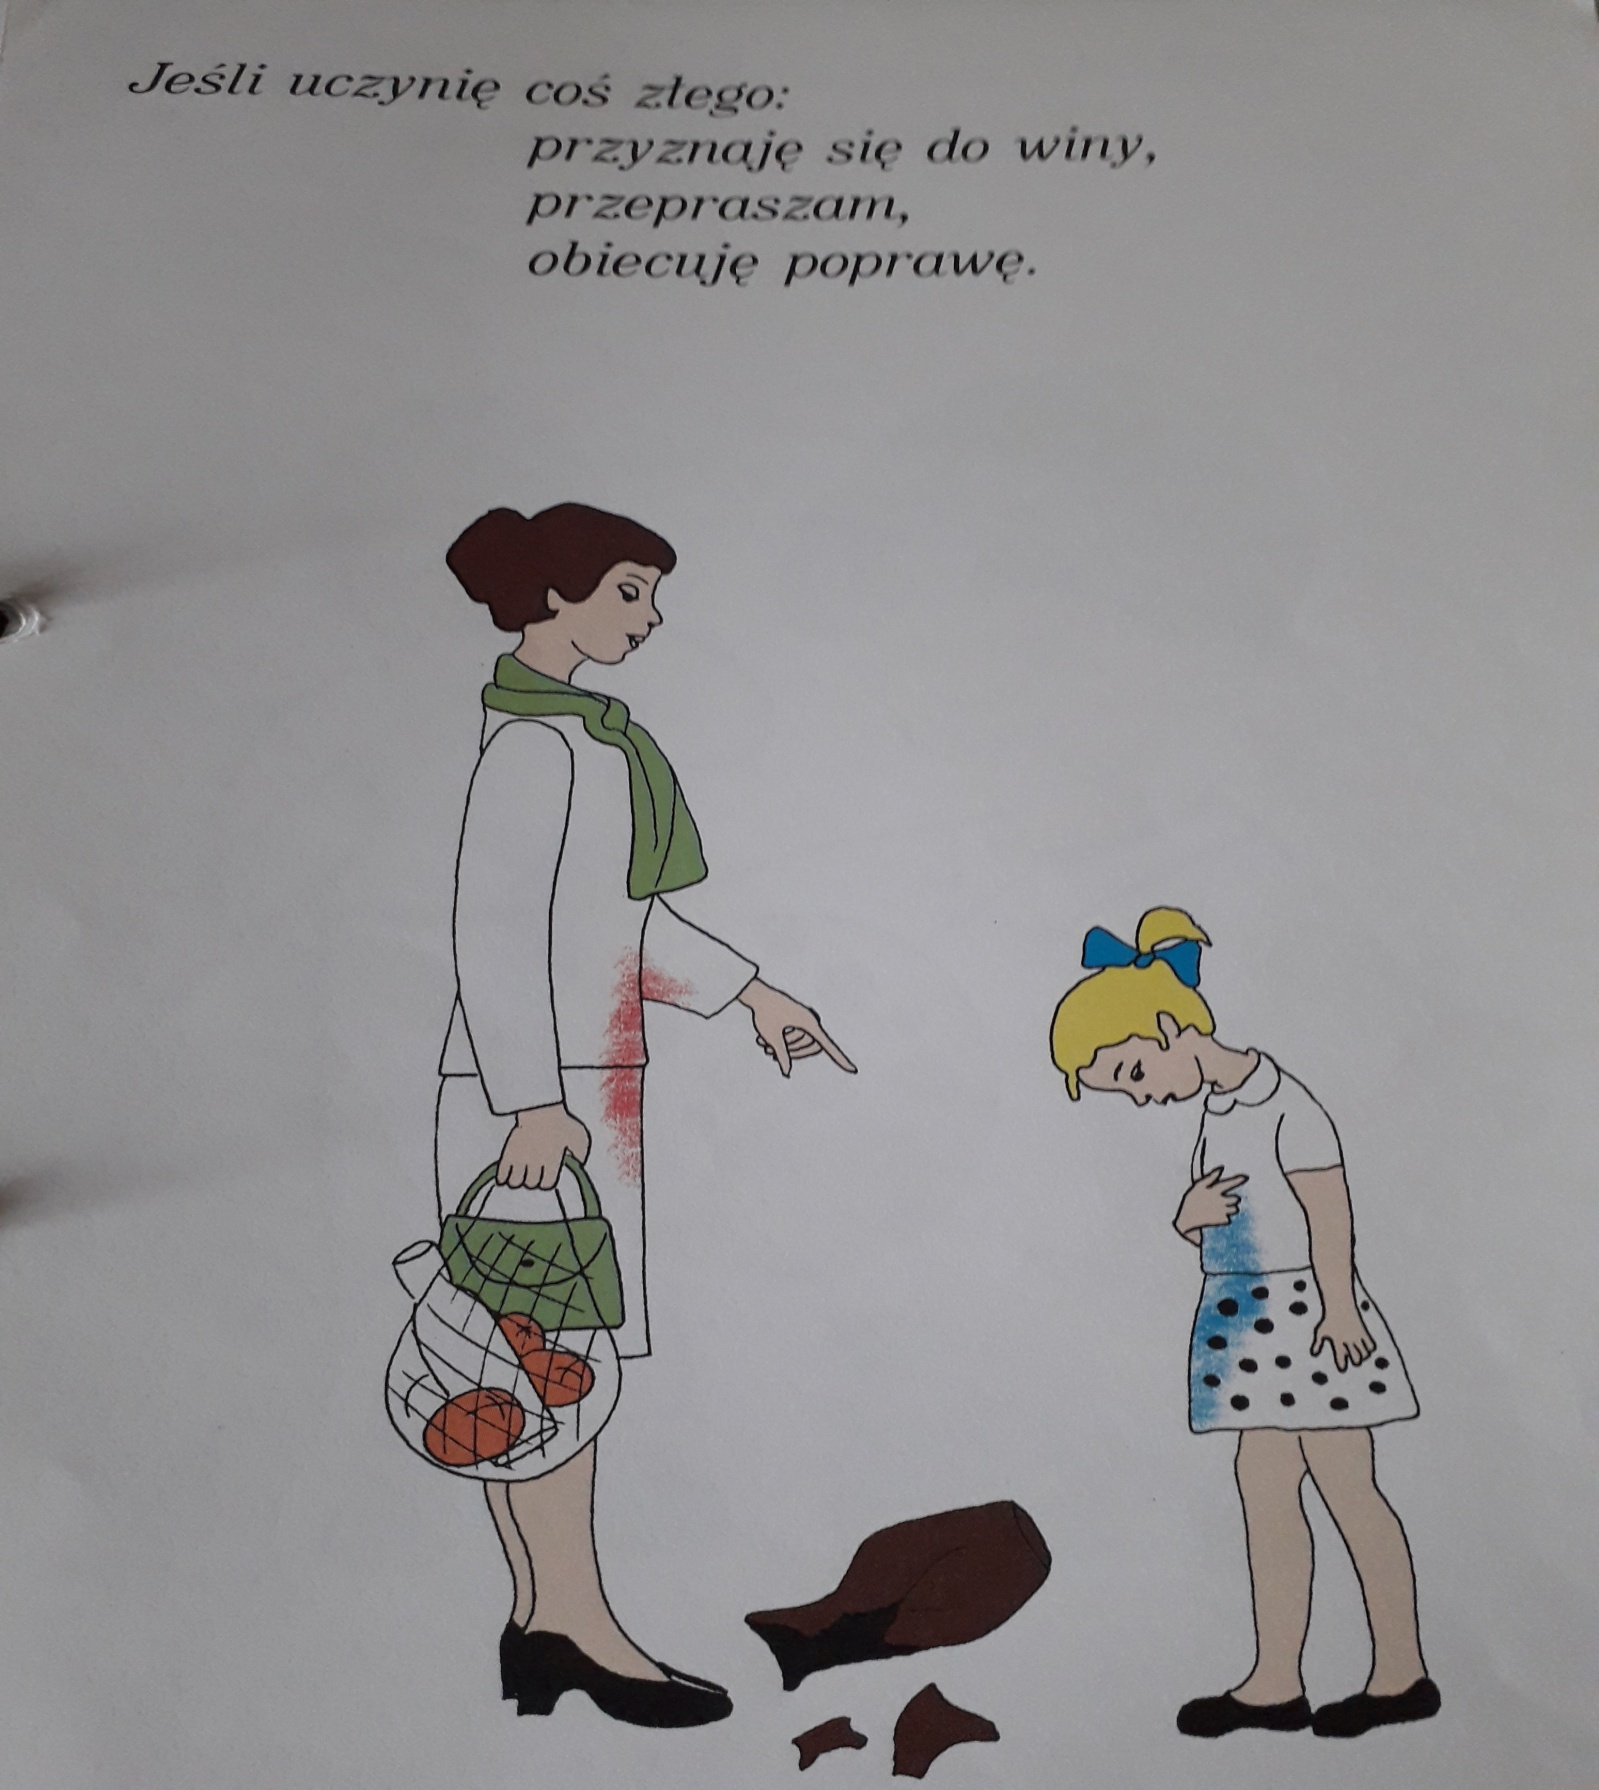 Jeśli uczynię coś złego:
przyznaję się do winy,
przepraszam,
obiecuję poprawę.